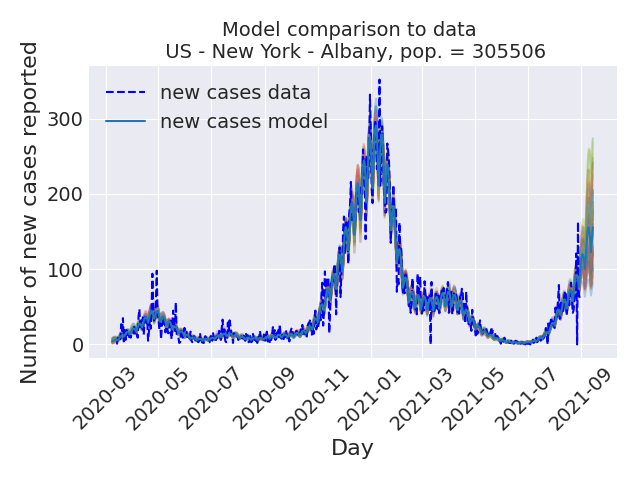 Model comparison to data
US - New York - Albany, pop. = 305506
Number of new cases reported
new cases data
new cases model
300
200
100
0
2020-03
2020-05
2020-07
2020-09
2020-11
2021-01
2021-03
2021-05
2021-07
2021-09
Day